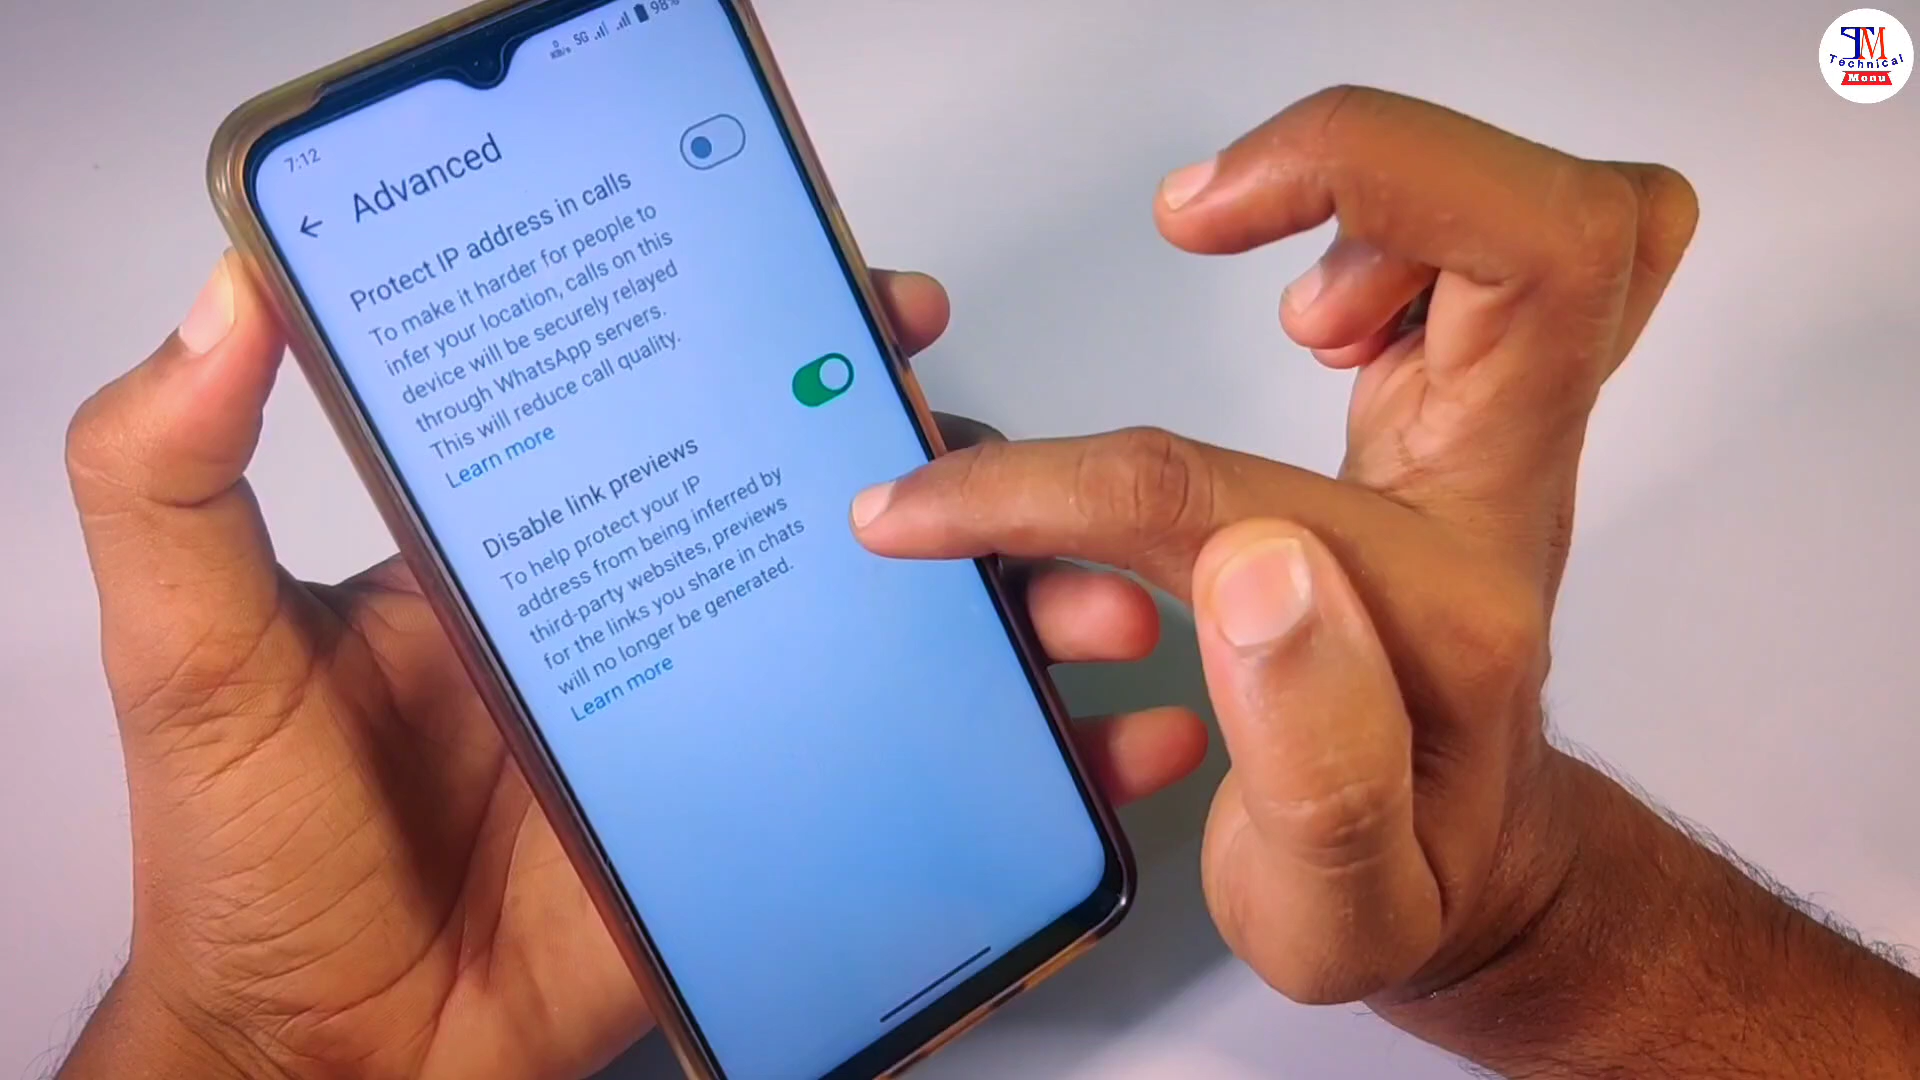 0
KB/s 5G 98%
7:12
Advanced
Protect IP address in calls
To make it harder for people to
infer your location, calls on this
device will be securely relayed
through WhatsApp servers.
This will reduce call quality.
Learn more
Disable link previews
To help protect your IP
address from being inferred by
third-party websites, previews
for the links you share in chats
will no longer be generated.
Learn more
TM
Technical
Monu